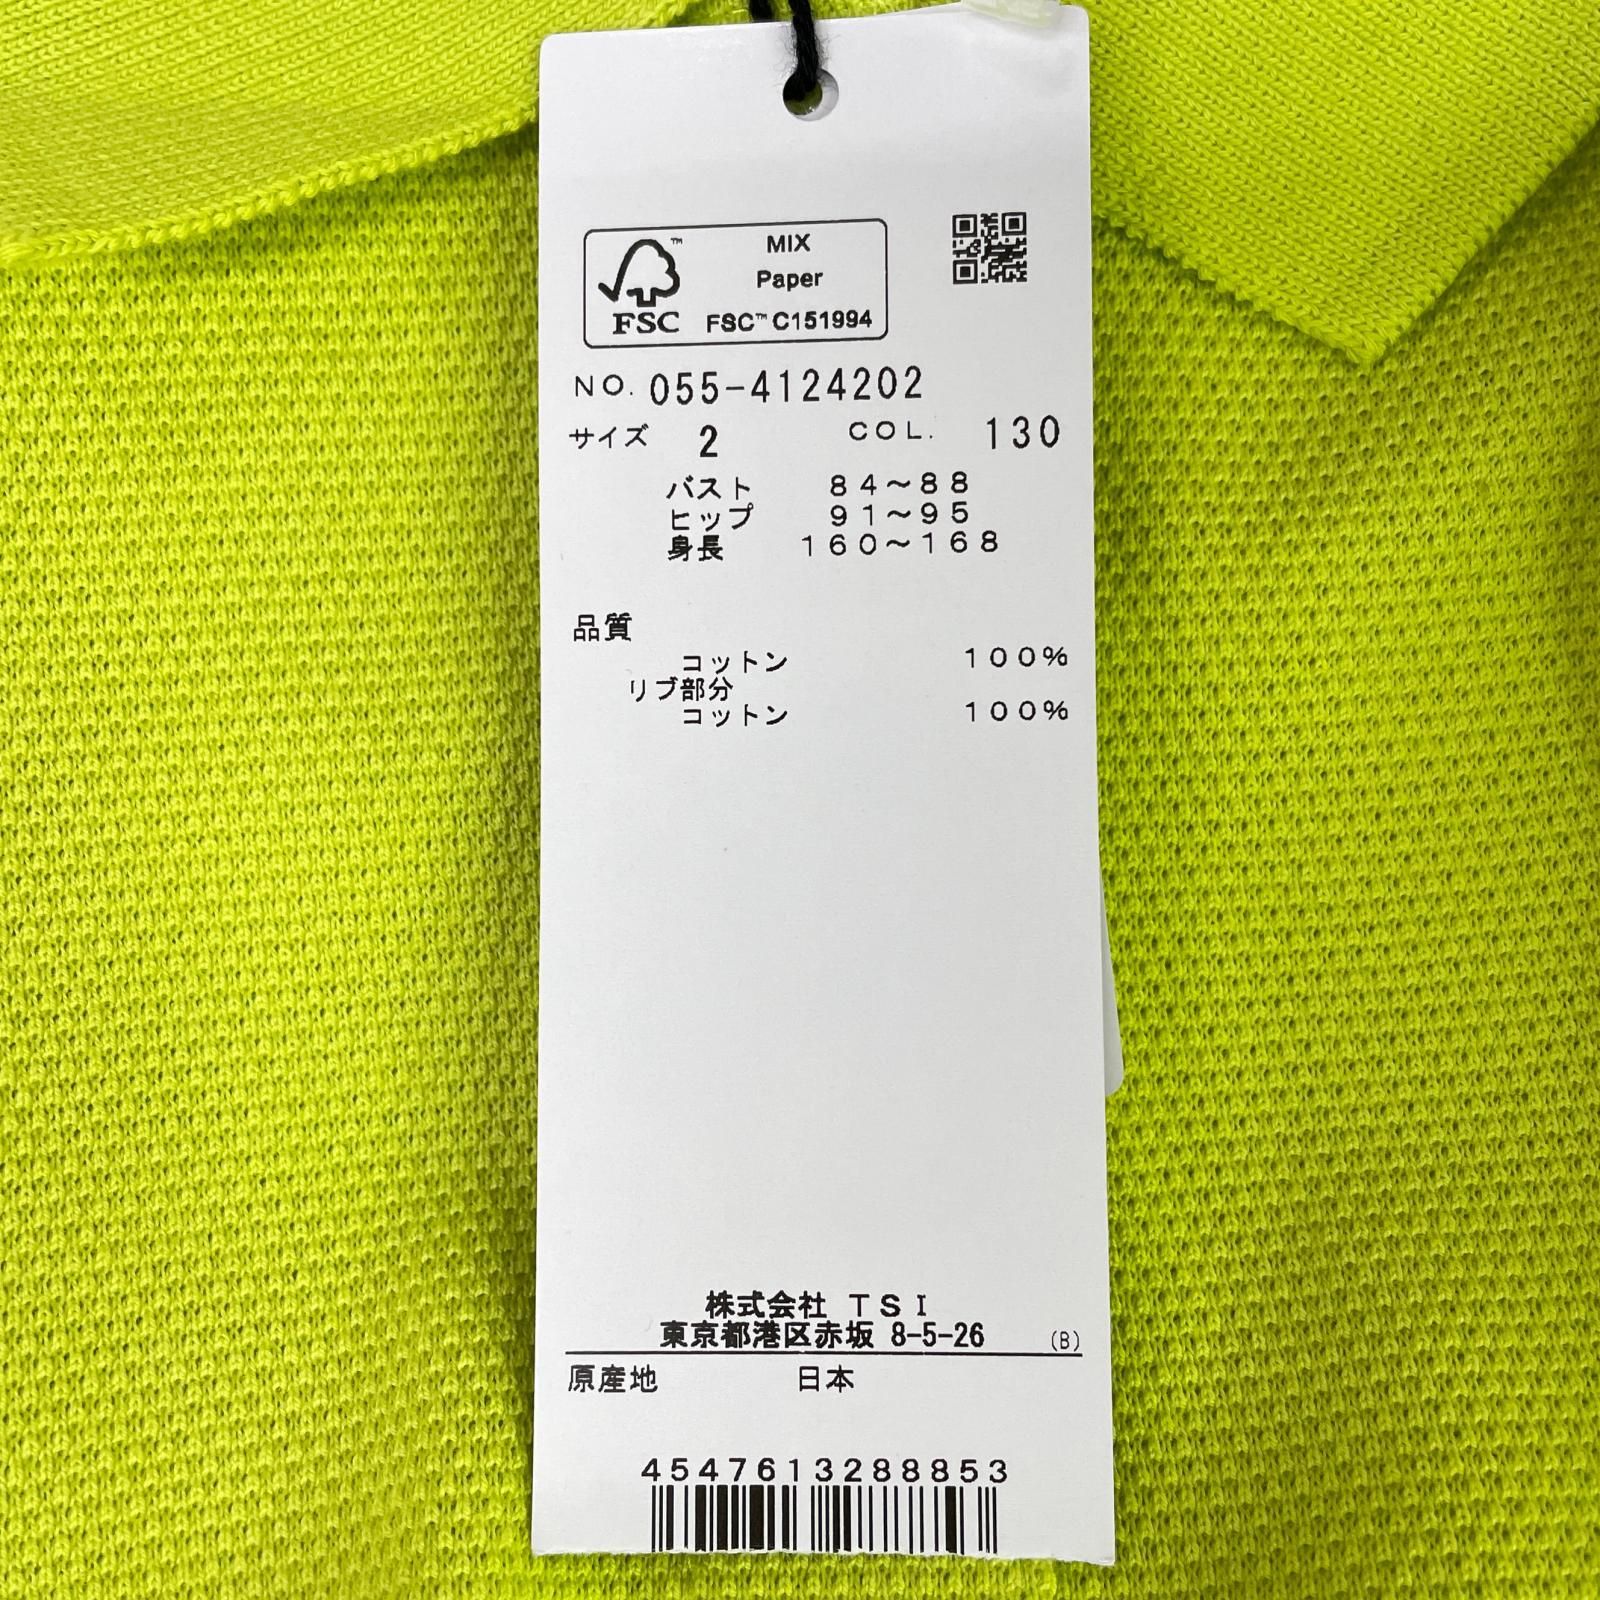 MIX
Paper
FSC™ FSC™ C151994
NO. 055-4124202
サイズ 2 COL. 130
バスト 84～88
ヒップ 91～95
身長 160～168
品質
コットン 100%
リブ部分
コットン 100%
株式会社 TSI
東京都港区赤坂 8-5-26 (B)
原産地 日本
4547613288853